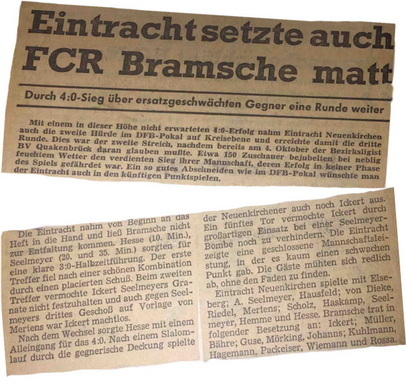 Eintracht setzte auch
FCR Bramsche matt
Durch 4:0-Sieg über ersatzgeschwächten Gegner eine Runde weiter
Mit einem in dieser Höhe nicht erwarteten 4:0-Erfolg nahm Eintracht Neuenkirchen
auch die zweite Hürde im DFB-Pokal auf Kreisebene und erreichte damit die dritte
Runde. Dies war der zweite Streich, nachdem bereits am 4. Oktober der Bezirksligist
BV Quakenbrück daran glauben mußte. Etwa 150 Zuschauer bejubelten bei neblig
feuchtem Wetter den verdienten Sieg ihrer Mannschaft, deren Erfolg in keiner Phase
des Spiels gefährdet war. Ein so gutes Abschneiden wie im DFB-Pokal wünschte man
der Eintracht auch in den künftigen Punktspielen.
Die Eintracht nahm von Beginn an das
Heft in die Hand und ließ Bramsche nicht
zur Entfaltung kommen. Hesse (10. Min.),
Seelmeyer (20. und 35. Min.) sorgten für
eine klare 3:0-Halbzeitführung. Der erste
Treffer fiel nach einer schönen Kombination
durch einen placierten Schuß. Beim zweiten
Treffer vermochte Ickert Seelmeyers Gra-
nate nicht festzuhalten und auch gegen Seel-
meyers drittes Geschoß auf Vorlage von
Mertens war Ickert machtlos.
Nach dem Wechsel sorgte Hesse mit einem
Alleingang für das 4:0. Nach einem Slalom-
lauf durch die gegnerische Deckung spielte
der Neuenkirchener auch noch Ickert aus.
Ein fünftes Tor vermochte Ickert durch
großartigen Einsatz bei einer Seelmeyer-
Bombe noch zu verhindern. Die Eintracht
zeigte eine geschlossene Mannschaftslei-
stung, in der es kaum einen schwachen
Punkt gab. Die Gäste mühten sich redlich
ab, ohne den Faden zu finden.
Eintracht Neuenkirchen spielte mit Else-
berg; A. Seelmeyer, Hausfeld; von Dieke,
Riedel, Mertens; Scholz, Haskamp, Seel-
meyer, Henne und Hesse. Bramsche trat in
folgender Besetzung an: Ickert; Müller,
Bähre; Guse, Mörking, Johanns; Kuhlmann,
Hagemann, Packeiser, Wiemann und Rossa.